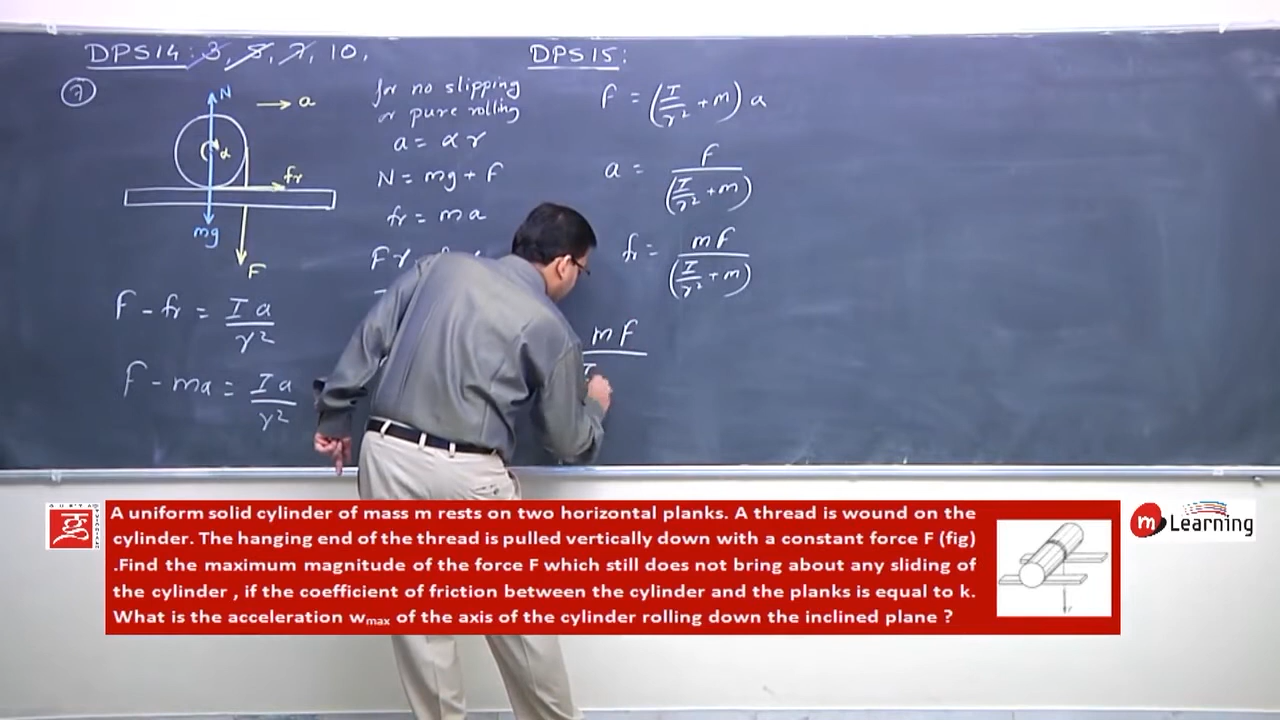 DPS14 : 3, 8, 7, 10,
DPS15 :
7
N
a
α
fr
mg
F
F - fr = I a / r²
F - ma = I a / r²
for no slipping
or pure rolling
a = α r
N = mg + F
fr = m a
F r
F = (I/r² + m) a
a = F / (I/r² + m)
fr = mF / (I/r² + m)
mF
I
A uniform solid cylinder of mass m rests on two horizontal planks. A thread is wound on the
cylinder. The hanging end of the thread is pulled vertically down with a constant force F (fig)
.Find the maximum magnitude of the force F which still does not bring about any sliding of
the cylinder , if the coefficient of friction between the cylinder and the planks is equal to k.
What is the acceleration wmax of the axis of the cylinder rolling down the inclined plane ?
m Learning